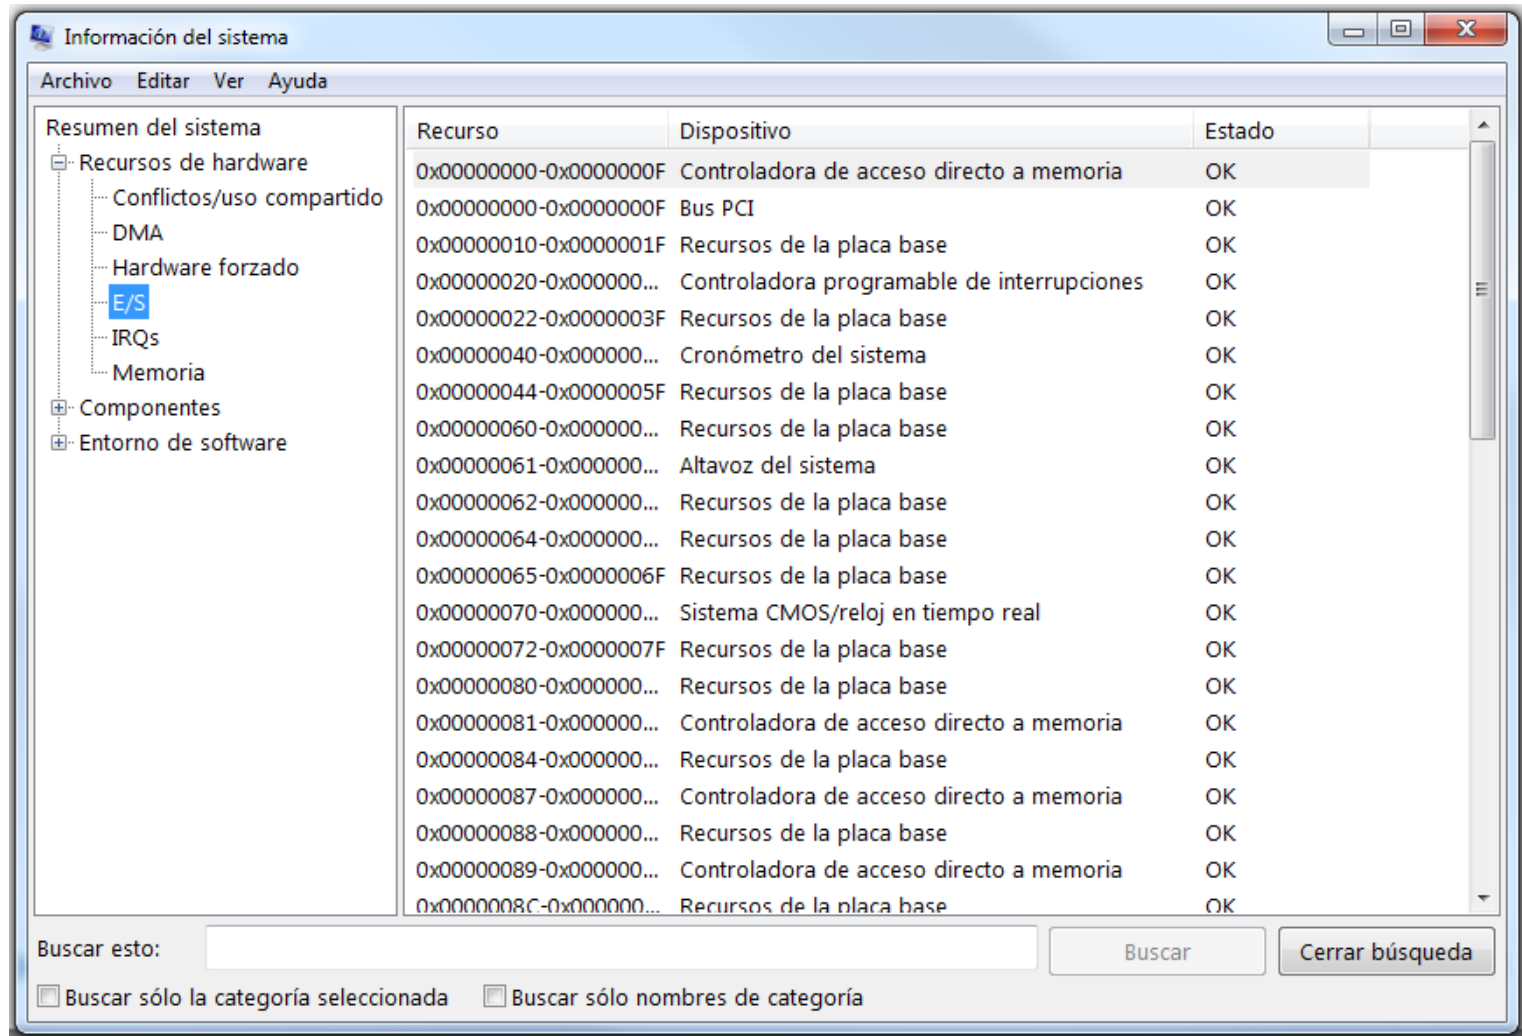 Información del sistema
Archivo Editar Ver Ayuda
Resumen del sistema
Recursos de hardware
Conflictos/uso compartido
DMA
Hardware forzado
E/S
IRQs
Memoria
Componentes
Entorno de software
Recurso Dispositivo Estado
0x00000000-0x0000000F Controladora de acceso directo a memoria OK
0x00000000-0x0000000F Bus PCI OK
0x00000010-0x0000001F Recursos de la placa base OK
0x00000020-0x000000... Controladora programable de interrupciones OK
0x00000022-0x0000003F Recursos de la placa base OK
0x00000040-0x000000... Cronómetro del sistema OK
0x00000044-0x0000005F Recursos de la placa base OK
0x00000060-0x000000... Recursos de la placa base OK
0x00000061-0x000000... Altavoz del sistema OK
0x00000062-0x000000... Recursos de la placa base OK
0x00000064-0x000000... Recursos de la placa base OK
0x00000065-0x0000006F Recursos de la placa base OK
0x00000070-0x000000... Sistema CMOS/reloj en tiempo real OK
0x00000072-0x0000007F Recursos de la placa base OK
0x00000080-0x000000... Recursos de la placa base OK
0x00000081-0x000000... Controladora de acceso directo a memoria OK
0x00000084-0x000000... Recursos de la placa base OK
0x00000087-0x000000... Controladora de acceso directo a memoria OK
0x00000088-0x000000... Recursos de la placa base OK
0x00000089-0x000000... Controladora de acceso directo a memoria OK
0x0000008C-0x000000... Recursos de la placa base OK
Buscar esto: Buscar Cerrar búsqueda
Buscar sólo la categoría seleccionada Buscar sólo nombres de categoría